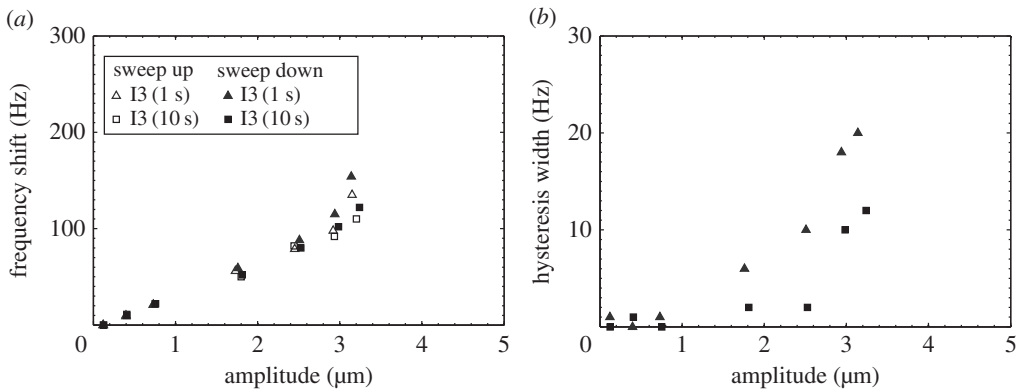 (a)
300
200
100
0
frequency shift (Hz)
sweep up sweep down
I3 (1 s) I3 (1 s)
I3 (10 s) I3 (10 s)
1 2 3 4 5
amplitude (µm)
(b)
30
20
10
0
hysteresis width (Hz)
1 2 3 4 5
amplitude (µm)